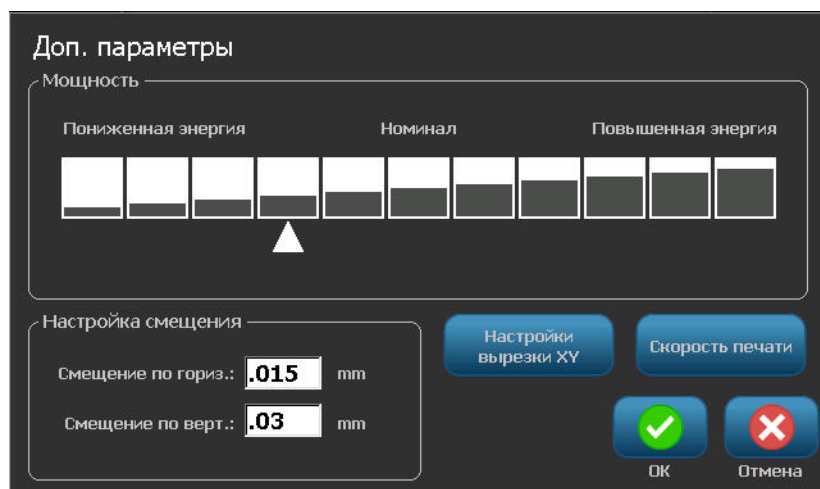 Доп. параметры
Мощность
Пониженная энергия Номинал Повышенная энергия
Настройка смещения
Смещение по гориз.: .015 mm
Смещение по верт.: .03 mm
Настройки
вырезки XY
Скорость печати
OK Отмена